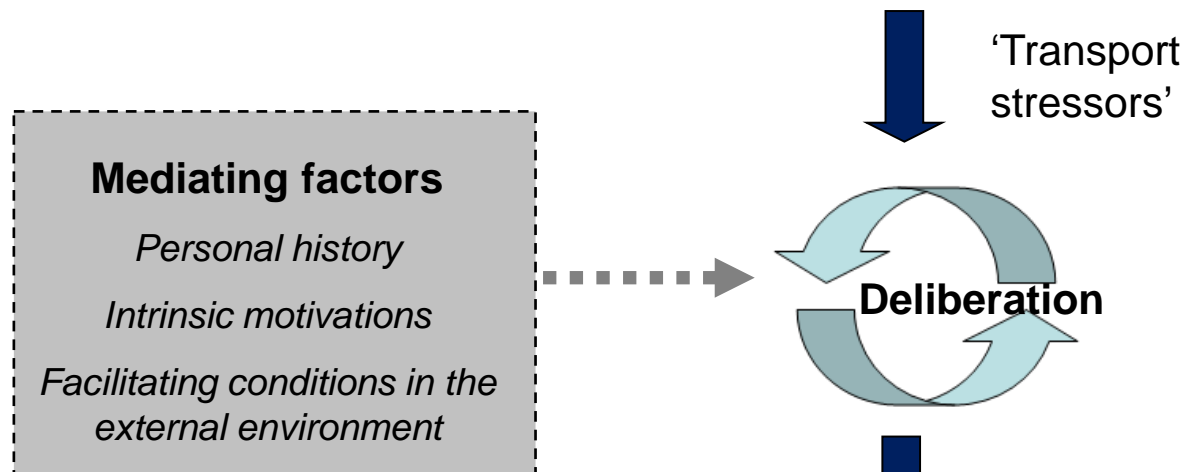 ‘Transport
stressors’
Mediating factors
Personal history
Intrinsic motivations
Facilitating conditions in the
external environment
Deliberation